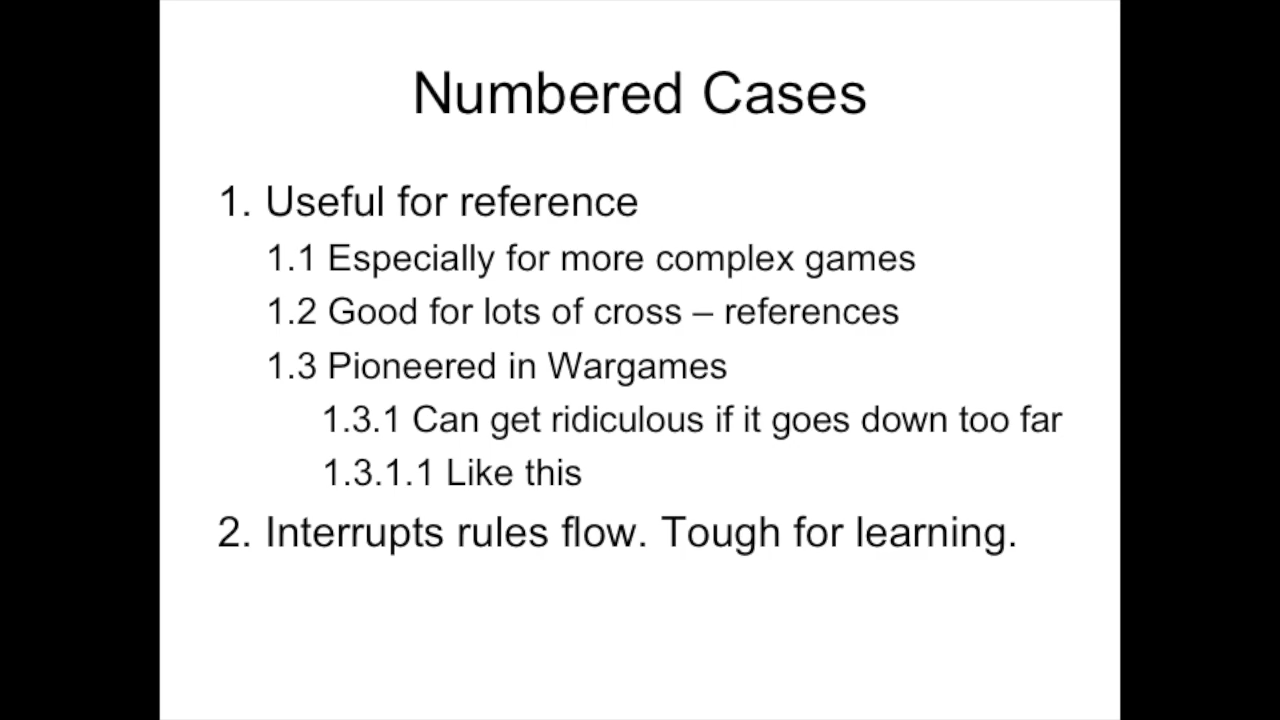 Numbered Cases
1. Useful for reference
1.1 Especially for more complex games
1.2 Good for lots of cross – references
1.3 Pioneered in Wargames
1.3.1 Can get ridiculous if it goes down too far
1.3.1.1 Like this
2. Interrupts rules flow. Tough for learning.